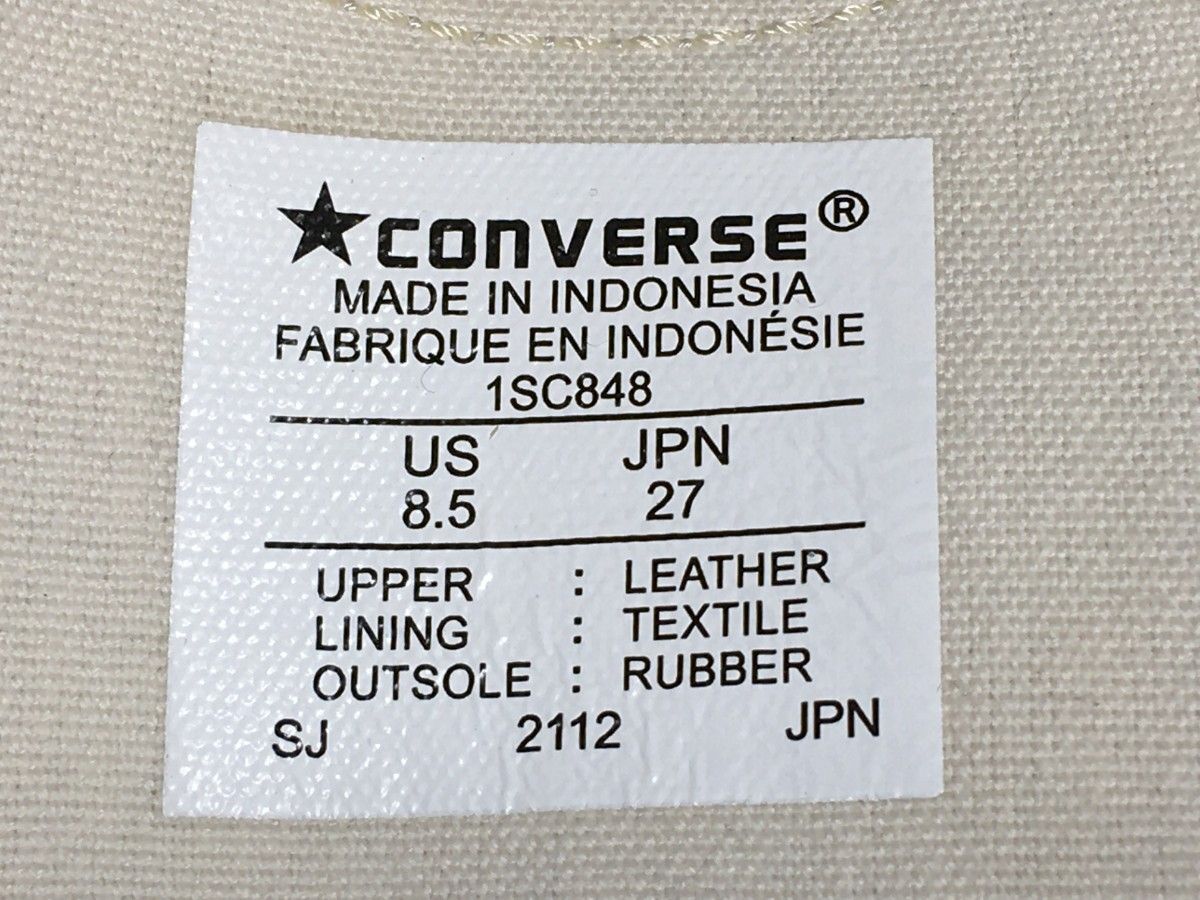 ★CONVERSE®
MADE IN INDONESIA
FABRIQUE EN INDONÉSIE
1SC848
US JPN
8.5 27
UPPER : LEATHER
LINING : TEXTILE
OUTSOLE : RUBBER
SJ 2112 JPN